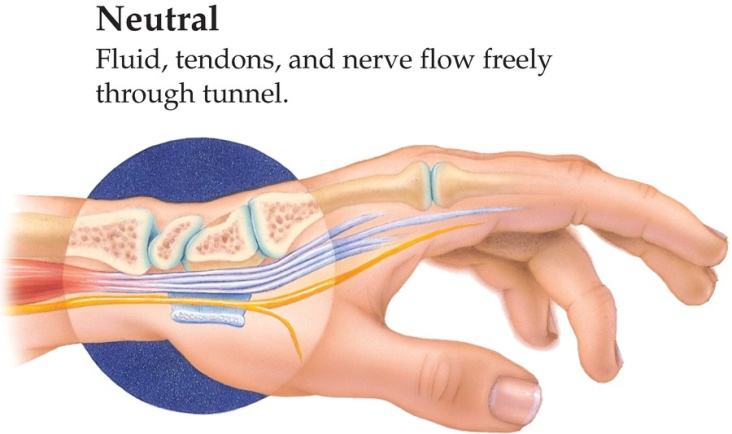 Neutral
Fluid, tendons, and nerve flow freely
through tunnel.